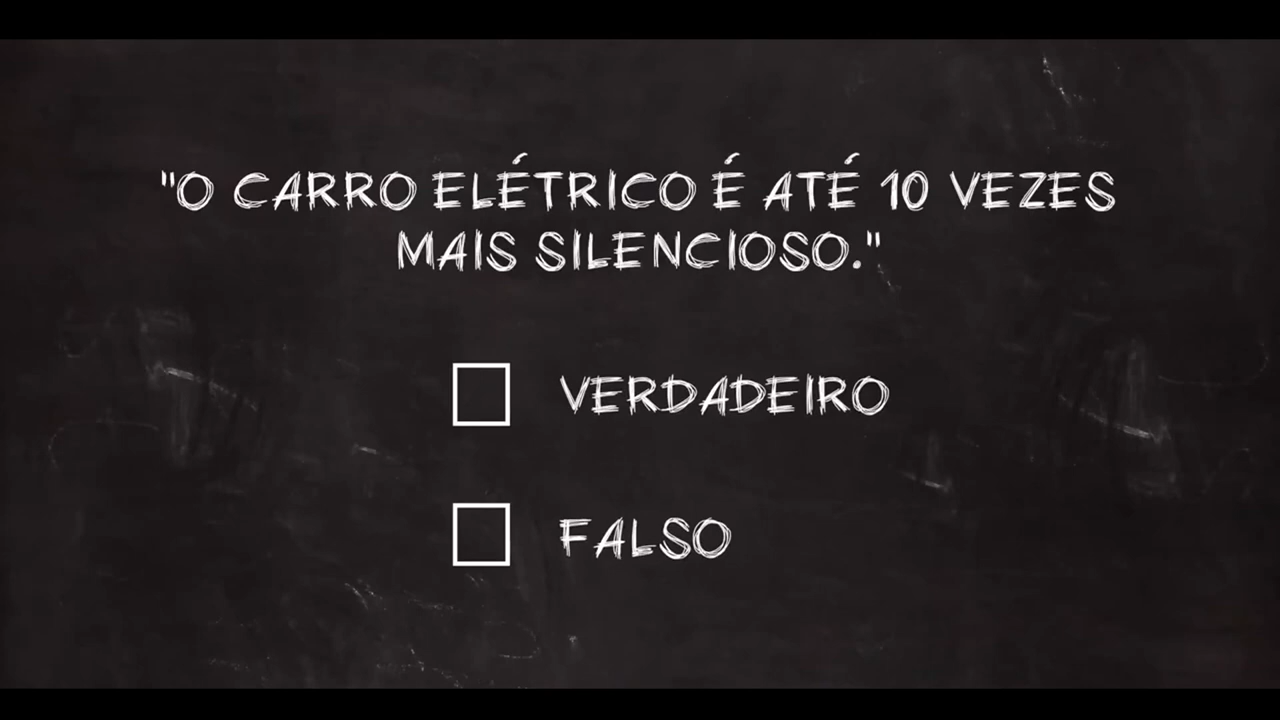 "O CARRO ELÉTRICO É ATÉ 10 VEZES
MAIS SILENCIOSO."
VERDADEIRO
FALSO